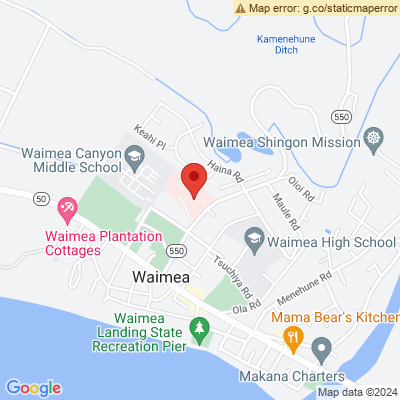 Map error: g.co/staticmaperror
Kamenehune
Ditch
550
Keahi Pl
Waimea Shingon Mission
Waimea Canyon
Middle School
Haina Rd
Oioi Rd
50
Maule Rd
Waimea Plantation
Cottages
550
Waimea High School
Tsuchiya Rd
Waimea
Menehune Rd
Ola Rd
Waimea
Landing State
Recreation Pier
Mama Bear's Kitchen
Makana Charters
Google
Map data ©2024